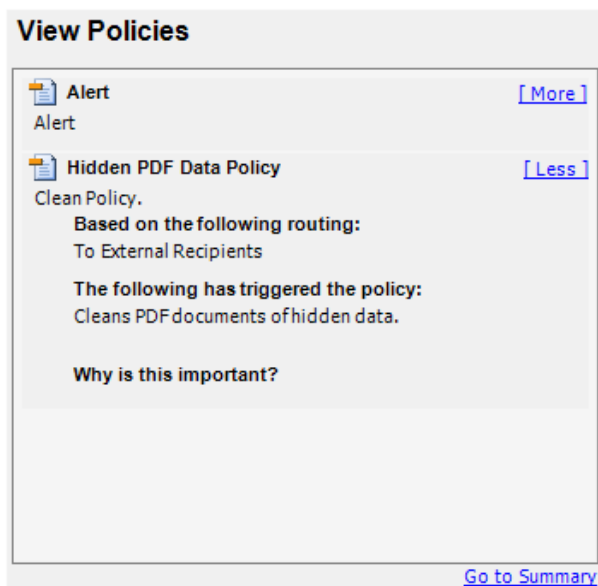 View Policies
Alert [ More ]
Alert
Hidden PDF Data Policy [ Less ]
Clean Policy.
Based on the following routing:
To External Recipients
The following has triggered the policy:
Cleans PDF documents of hidden data.
Why is this important?
Go to Summary